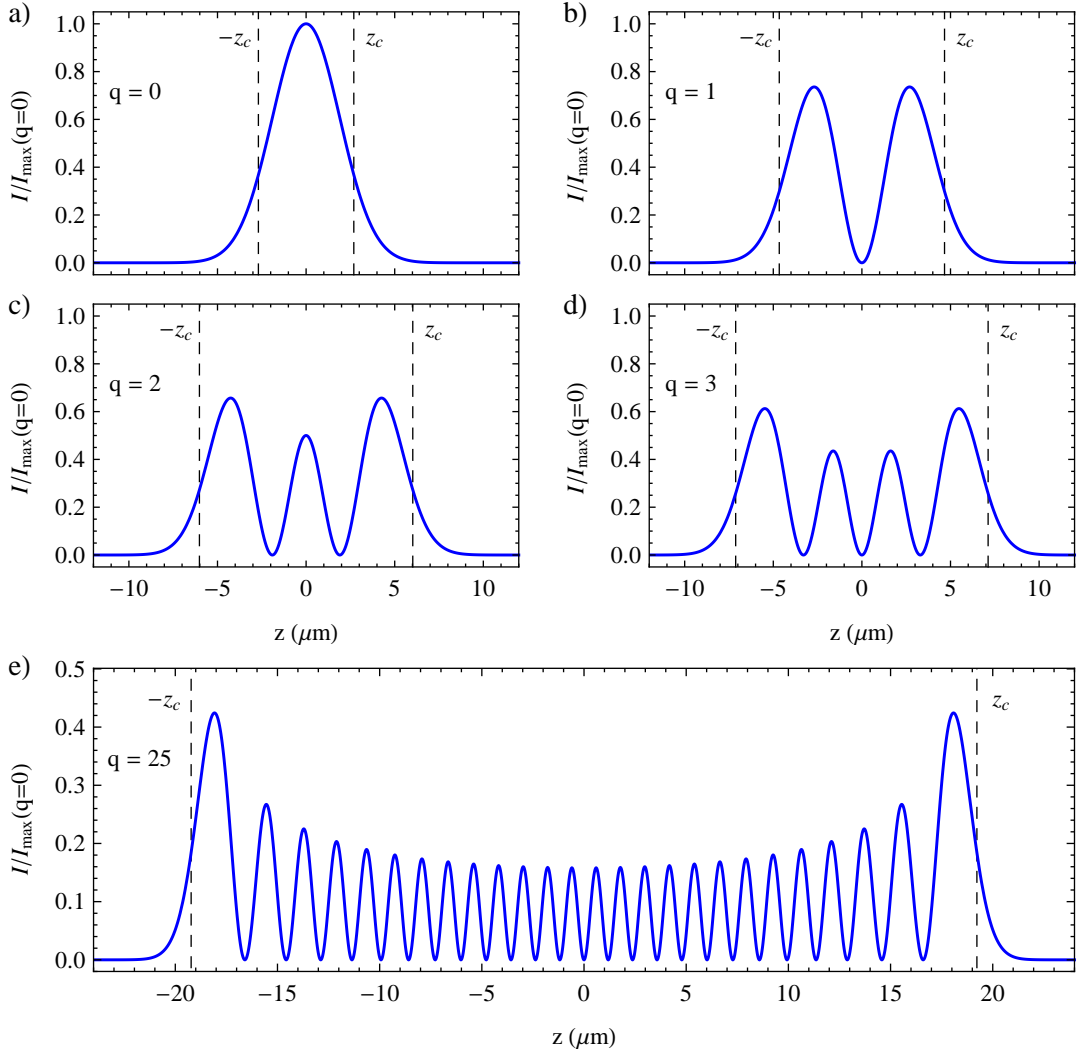 a)
I/I_max(q=0)
1.0
0.8
0.6
0.4
0.2
0.0
q = 0
−z_c
z_c
b)
I/I_max(q=0)
1.0
0.8
0.6
0.4
0.2
0.0
q = 1
−z_c
z_c
−10 −5 0 5 10
c)
I/I_max(q=0)
1.0
0.8
0.6
0.4
0.2
0.0
q = 2
−z_c
z_c
−10 −5 0 5 10
z (μm)
d)
I/I_max(q=0)
1.0
0.8
0.6
0.4
0.2
0.0
q = 3
−z_c
z_c
−10 −5 0 5 10
z (μm)
e)
I/I_max(q=0)
0.5
0.4
0.3
0.2
0.1
0.0
q = 25
−z_c
z_c
−20 −15 −10 −5 0 5 10 15 20
z (μm)